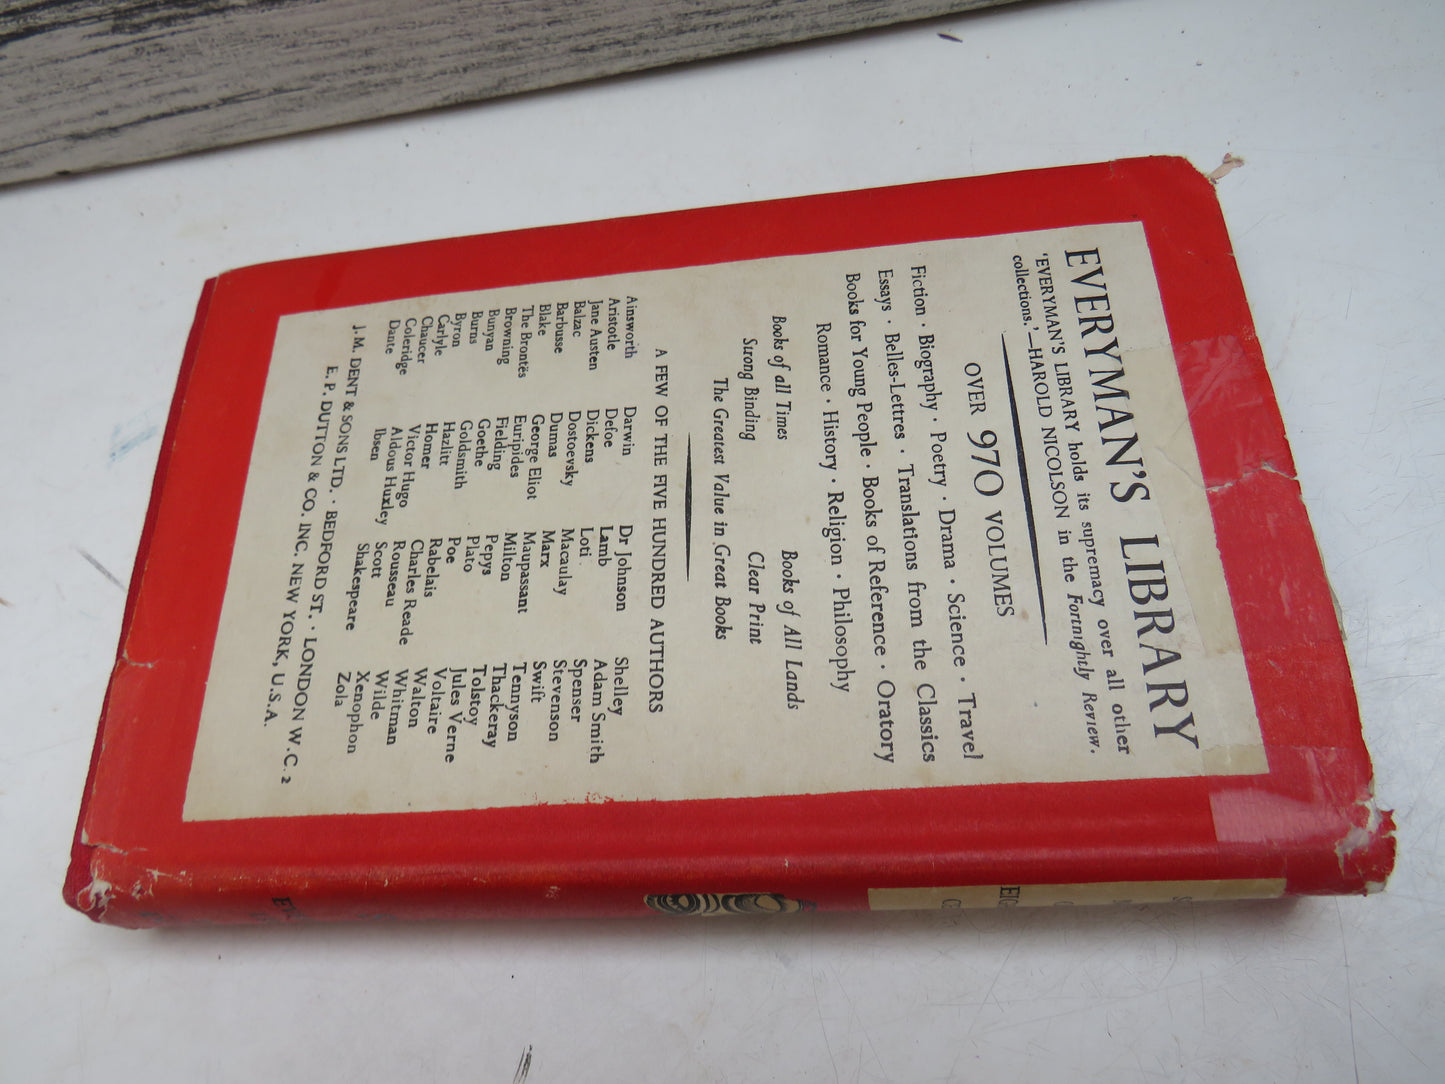 EVERYMAN'S LIBRARY
'EVERYMAN'S LIBRARY holds its supremacy over all other
collections.'—HAROLD NICOLSON in the Fortnightly Review.
OVER 970 VOLUMES
Fiction · Biography · Poetry · Drama · Science · Travel
Essays · Belles-Lettres · Translations from the Classics
Books for Young People · Books of Reference · Oratory
Romance · History · Religion · Philosophy
Books of all Times Books of All Lands
Strong Binding Clear Print
The Greatest Value in Great Books
A FEW OF THE FIVE HUNDRED AUTHORS
Ainsworth
Aristotle
Jane Austen
Balzac
Barbusse
Blake
The Brontës
Browning
Bunyan
Burns
Byron
Carlyle
Chaucer
Coleridge
Dante
Darwin
Defoe
Dickens
Dostoevsky
Dumas
George Eliot
Euripides
Fielding
Goethe
Goldsmith
Hazlitt
Homer
Victor Hugo
Aldous Huxley
Ibsen
Dr Johnson
Lamb
Loti
Macaulay
Marx
Maupassant
Milton
Pepys
Plato
Poe
Rabelais
Charles Reade
Rousseau
Scott
Shakespeare
Shelley
Adam Smith
Spenser
Stevenson
Swift
Tennyson
Thackeray
Tolstoy
Jules Verne
Voltaire
Walton
Whitman
Wilde
Xenophon
Zola
J. M. DENT & SONS LTD. · BEDFORD ST. · LONDON W.C.2
E. P. DUTTON & CO. INC. NEW YORK, U.S.A.